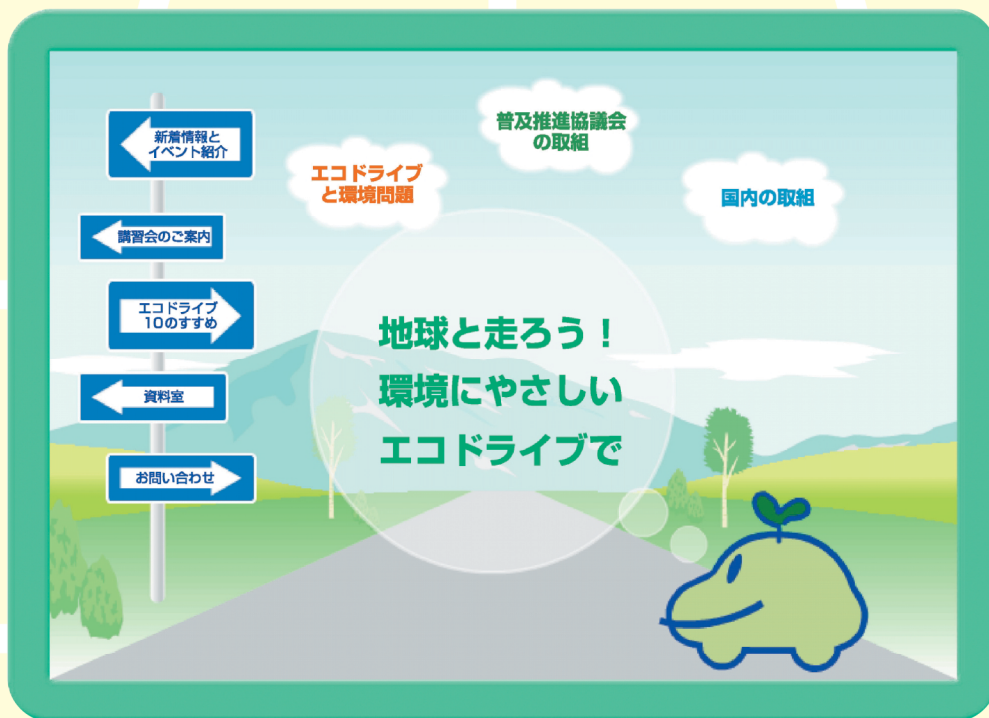 新着情報と
イベント紹介
講習会のご案内
エコドライブ
10のすすめ
資料室
お問い合わせ
エコドライブ
と環境問題
普及推進協議会
の取組
国内の取組
地球と走ろう！
環境にやさしい
エコドライブで